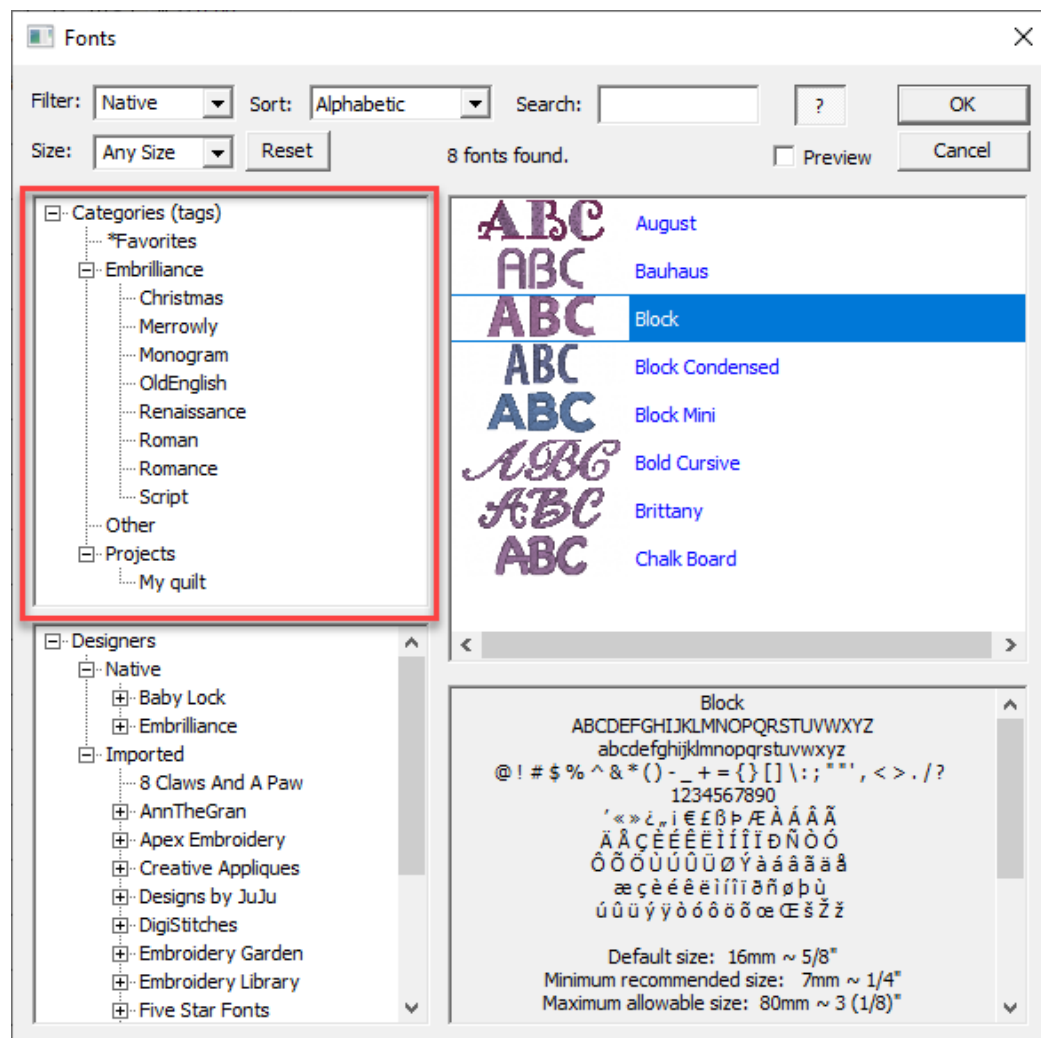 Fonts
Filter: Native Sort: Alphabetic Search: ? OK
Size: Any Size Reset 8 fonts found. Preview Cancel
Categories (tags)
*Favorites
Embrilliance
Christmas
Merrowly
Monogram
OldEnglish
Renaissance
Roman
Romance
Script
Other
Projects
My quilt
ABC August
ABC Bauhaus
ABC Block
ABC Block Condensed
ABC Block Mini
ABC Bold Cursive
ABC Brittany
ABC Chalk Board
Designers
Native
Baby Lock
Embrilliance
Imported
8 Claws And A Paw
AnnTheGran
Apex Embroidery
Creative Appliques
Designs by JuJu
DigiStitches
Embroidery Garden
Embroidery Library
Five Star Fonts
Block
ABCDEFGHIJKLMNOPQRSTUVWXYZ
abcdefghijklmnopqrstuvwxyz
@ ! # $ % ^ & * ( ) - _ + = { } [ ] \ : ; " " ' , < > . / ?
1234567890
´ « » ¿ „ ¡ € £ ß Þ Æ À Á Â Ã
Ä Å Ç È É Ê Ë Ì Í Î Ï Ð Ñ Ò Ó
Ô Õ Ö Ù Ú Û Ü Ø Ý à á â ã ä å
æ ç è é ê ë ì í î ï ð ñ ø þ ù
ú û ü ý ÿ ò ó ô ö õ œ Œ š Ž ž
Default size: 16mm ~ 5/8"
Minimum recommended size: 7mm ~ 1/4"
Maximum allowable size: 80mm ~ 3 (1/8)"